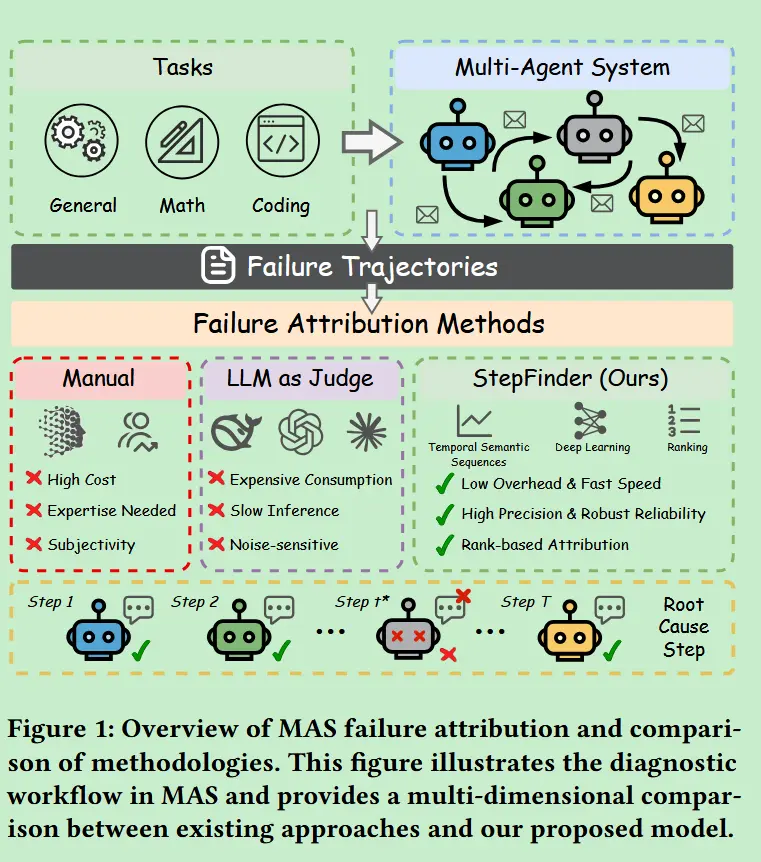 Tasks
Multi-Agent System
General
Math
Coding
Failure Trajectories
Failure Attribution Methods
Manual
High Cost
Expertise Needed
Subjectivity
LLM as Judge
Expensive Consumption
Slow Inference
Noise-sensitive
StepFinder (Ours)
Temporal Semantic
Sequences
Deep Learning
1
2
3
Ranking
Low Overhead & Fast Speed
High Precision & Robust Reliability
Rank-based Attribution
Step 1
Step 2
...
Step t*
...
Step T
Root
Cause
Step
Figure 1: Overview of MAS failure attribution and compari-
son of methodologies. This figure illustrates the diagnostic
workflow in MAS and provides a multi-dimensional compar-
ison between existing approaches and our proposed model.